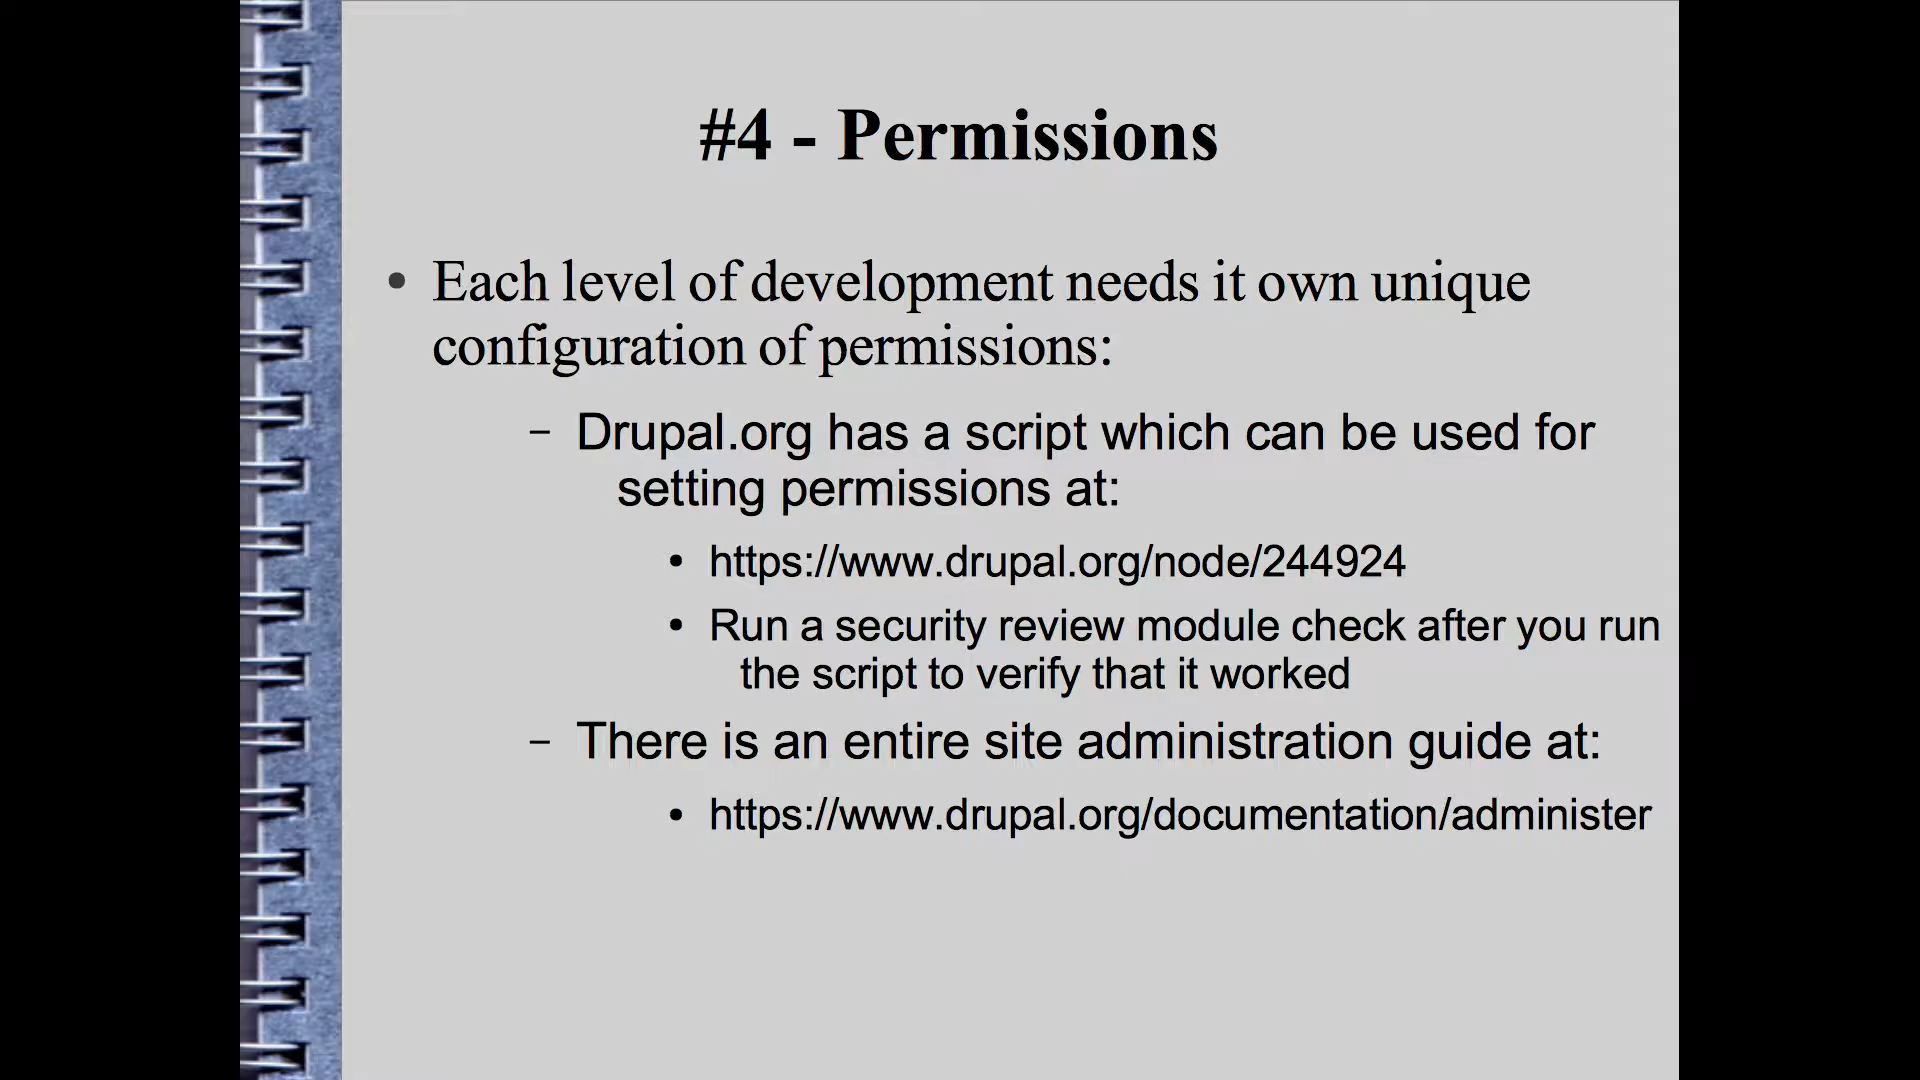 #4 - Permissions
• Each level of development needs it own unique
configuration of permissions:
– Drupal.org has a script which can be used for
setting permissions at:
• https://www.drupal.org/node/244924
• Run a security review module check after you run
the script to verify that it worked
– There is an entire site administration guide at:
• https://www.drupal.org/documentation/administer